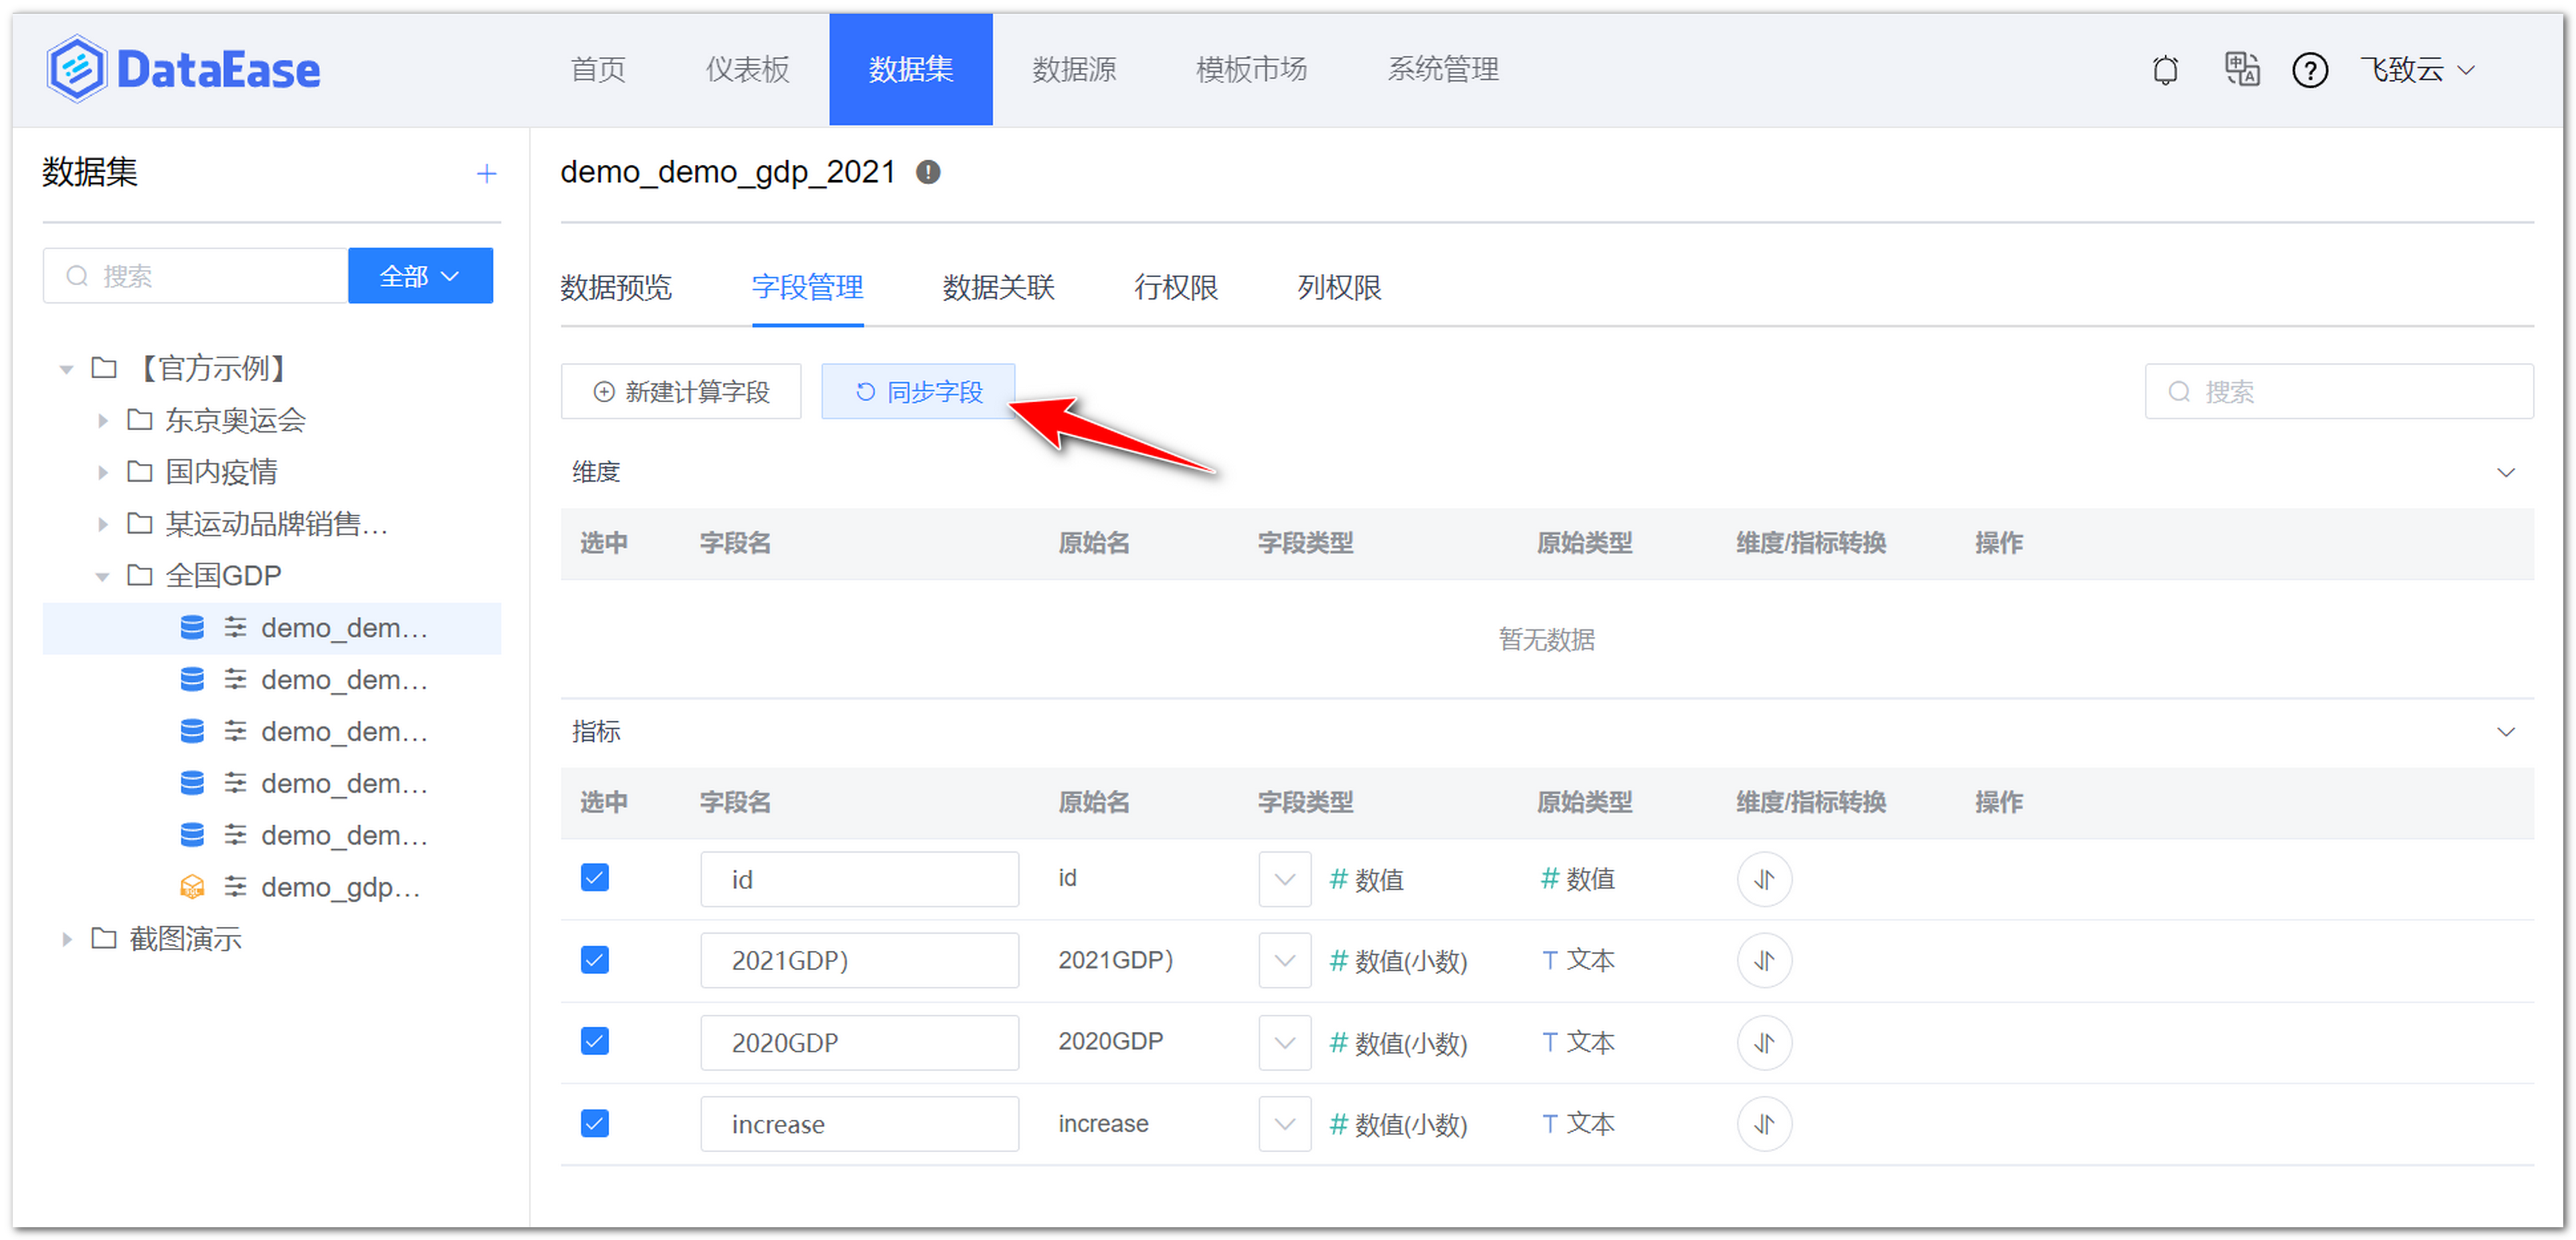 DataEase 首页 仪表板 数据集 数据源 模板市场 系统管理 飞致云
数据集
搜索 全部
【官方示例】
东京奥运会
国内疫情
某运动品牌销售...
全国GDP
demo_dem...
demo_dem...
demo_dem...
demo_dem...
demo_dem...
demo_gdp...
截图演示
demo_demo_gdp_2021
数据预览 字段管理 数据关联 行权限 列权限
新建计算字段 同步字段 搜索
维度
选中 字段名 原始名 字段类型 原始类型 维度/指标转换 操作
暂无数据
指标
选中 字段名 原始名 字段类型 原始类型 维度/指标转换 操作
id id # 数值 # 数值
2021GDP） 2021GDP） # 数值(小数) T 文本
2020GDP 2020GDP # 数值(小数) T 文本
increase increase # 数值(小数) T 文本